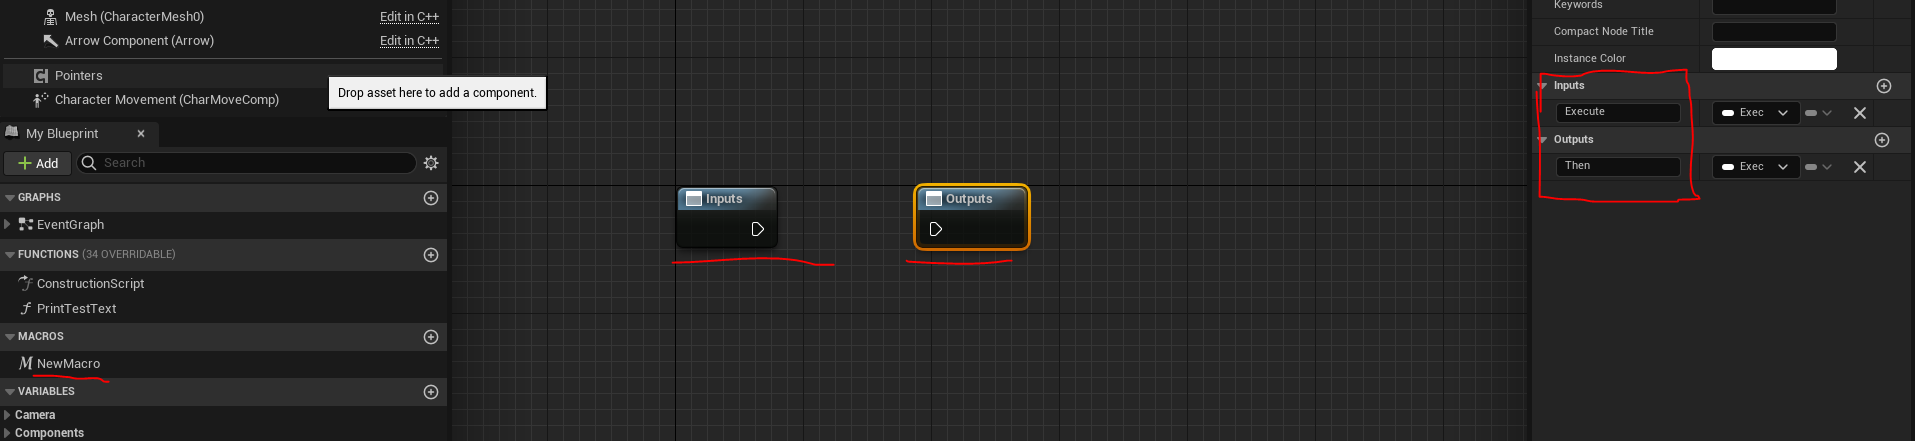 Mesh (CharacterMesh0) Edit in C++
Arrow Component (Arrow) Edit in C++
Pointers
Drop asset here to add a component.
Character Movement (CharMoveComp)
My Blueprint
Add Search
GRAPHS
EventGraph
FUNCTIONS (34 OVERRIDABLE)
ConstructionScript
PrintTestText
MACROS
NewMacro
VARIABLES
Camera
Components
Inputs
Outputs
Keywords
Compact Node Title
Instance Color
Inputs
Execute Exec
Outputs
Then Exec